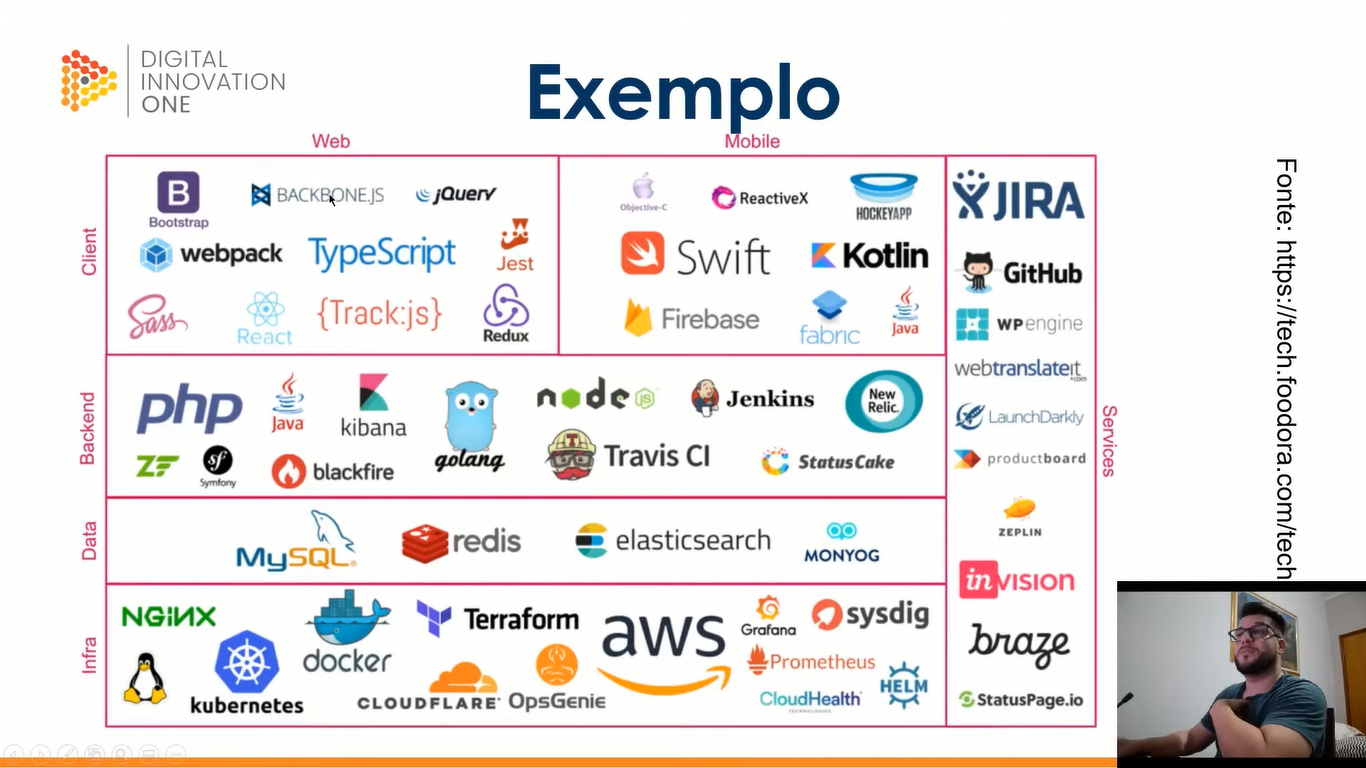 DIGITAL
INNOVATION
ONE
Exemplo
Web
Mobile
Client
B
Bootstrap
BACKBONE.JS
jQuery
webpack
TypeScript
Jest
Sass
React
{Track:js}
Redux
Objective-C
ReactiveX
HOCKEYAPP
Swift
Kotlin
Firebase
fabric
Java
Backend
php
Java
kibana
golang
node
JS
Jenkins
New
Relic.
ZF
sf
Symfony
blackfire
T
Travis CI
StatusCake
Data
MySQL
redis
elasticsearch
MONYOG
Infra
NGiNX
docker
Terraform
aws
Grafana
sysdig
kubernetes
CLOUDFLARE
OpsGenie
Prometheus
CloudHealth
TECHNOLOGIES
HELM
Services
JIRA
GitHub
WP engine
webtranslateit
.com
LaunchDarkly
productboard
ZEPLIN
invision
braze
StatusPage.io
Fonte: https://tech.foodora.com/tech